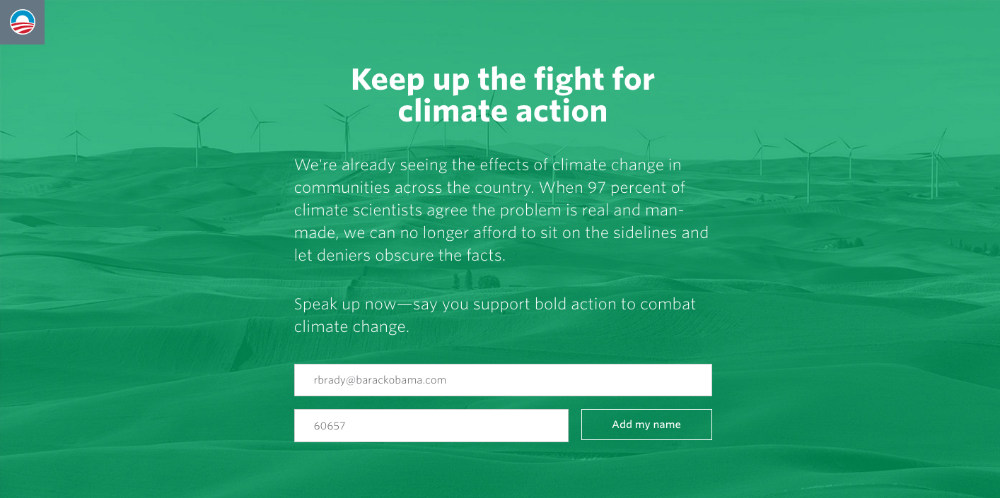 Keep up the fight for
climate action
We're already seeing the effects of climate change in
communities across the country. When 97 percent of
climate scientists agree the problem is real and man-
made, we can no longer afford to sit on the sidelines and
let deniers obscure the facts.
Speak up now—say you support bold action to combat
climate change.
rbrady@barackobama.com
60657
Add my name